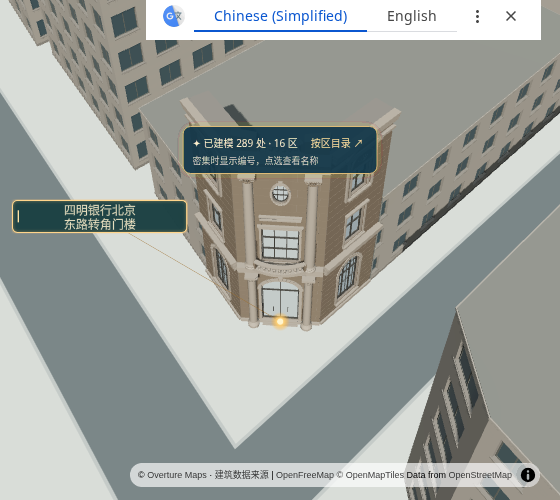 Chinese (Simplified) English
✦ 已建模 289 处 · 16 区 按区目录 ↗
密集时显示编号，点选查看名称
四明银行北京
东路转角门楼
© Overture Maps · 建筑数据来源 | OpenFreeMap © OpenMapTiles Data from OpenStreetMap